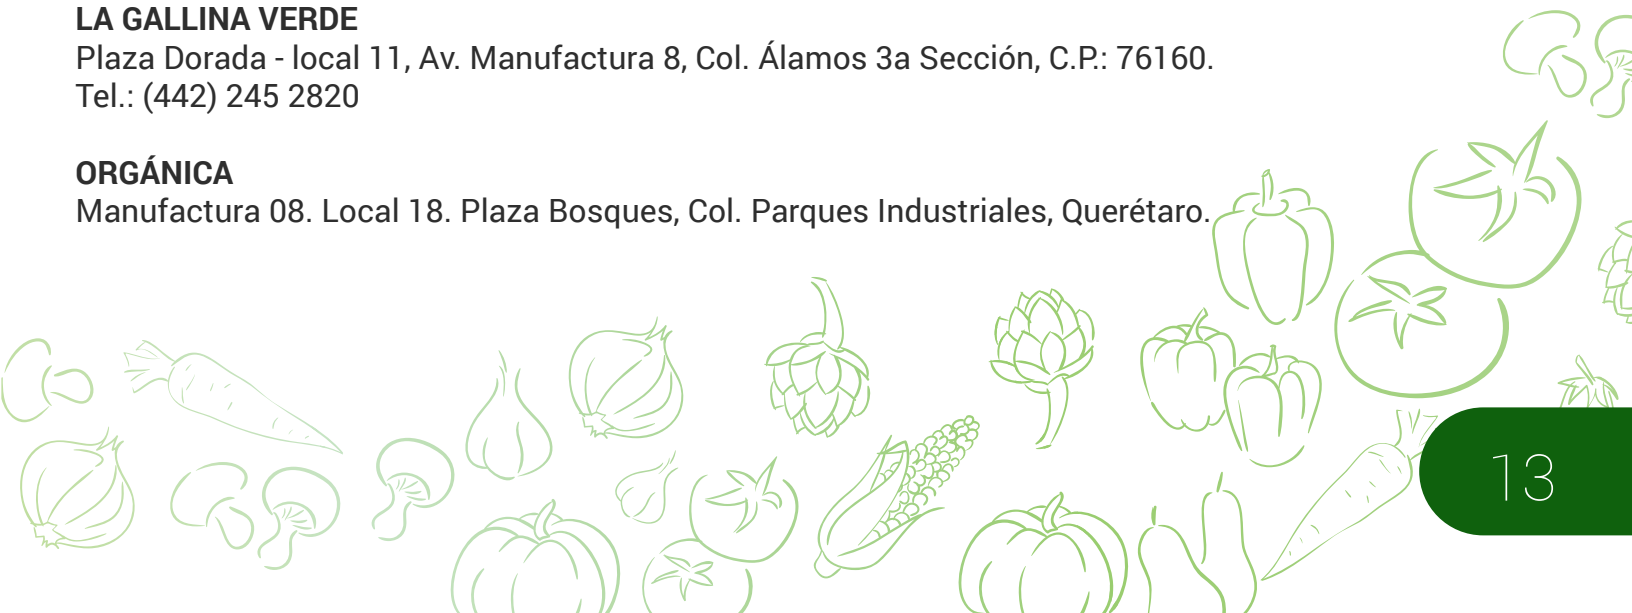 LA GALLINA VERDE
Plaza Dorada - local 11, Av. Manufactura 8, Col. Álamos 3a Sección, C.P.: 76160.
Tel.: (442) 245 2820
ORGÁNICA
Manufactura 08. Local 18. Plaza Bosques, Col. Parques Industriales, Querétaro.
13